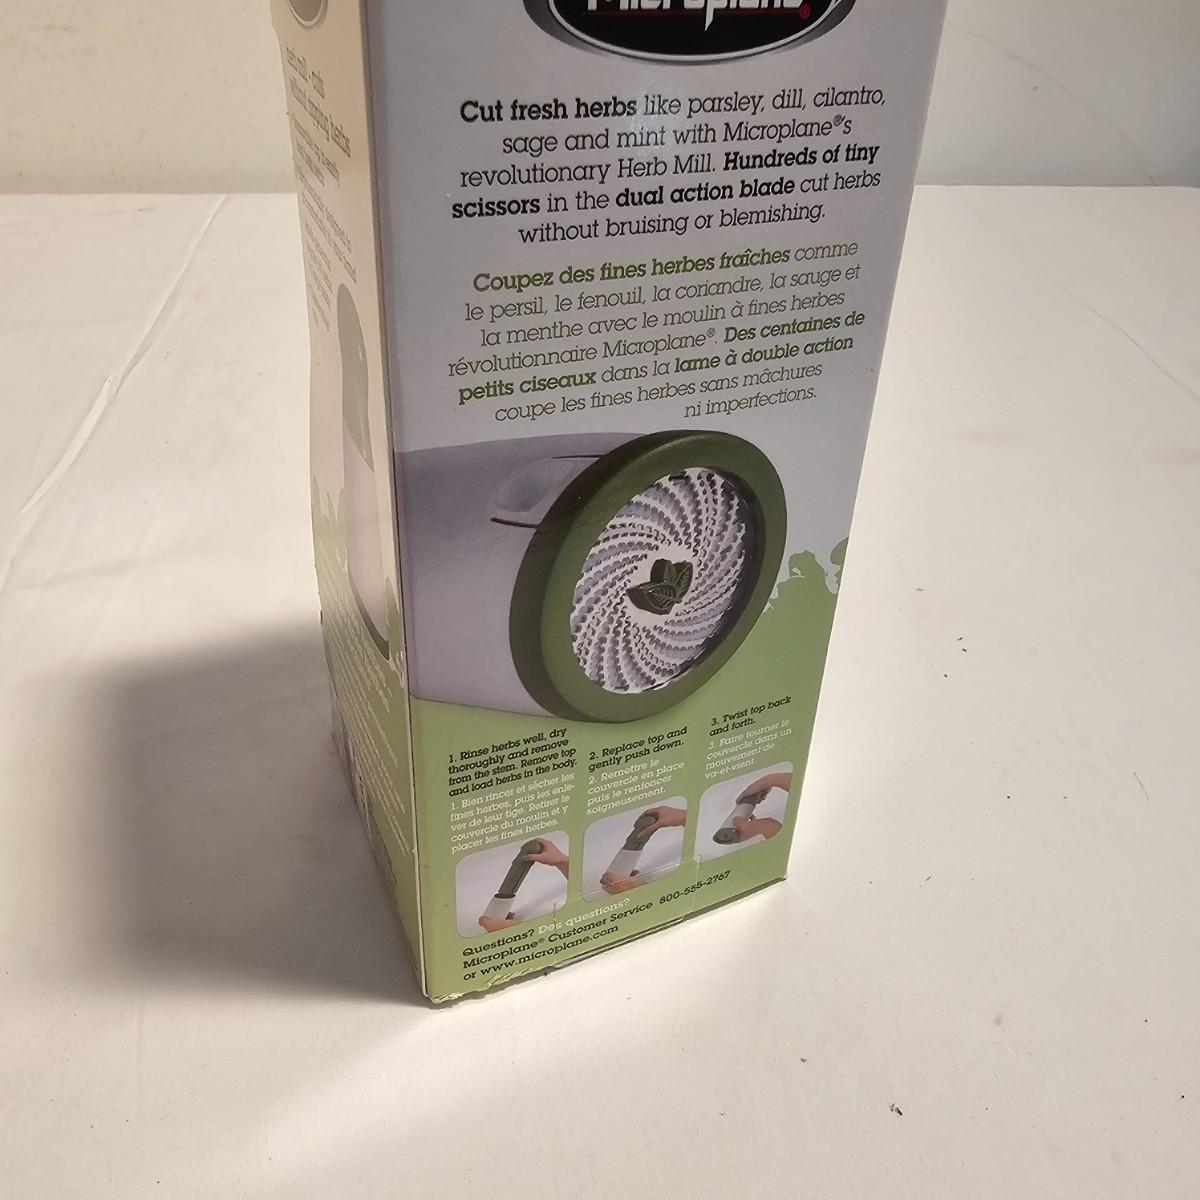 Microplane®
Cut fresh herbs like parsley, dill, cilantro,
sage and mint with Microplane®'s
revolutionary Herb Mill. Hundreds of tiny
scissors in the dual action blade cut herbs
without bruising or blemishing.
Coupez des fines herbes fraîches comme
le persil, le fenouil, la coriandre, la sauge et
la menthe avec le moulin à fines herbes
révolutionnaire Microplane®. Des centaines de
petits ciseaux dans la lame à double action
coupe les fines herbes sans mâchures
ni imperfections.
1. Rinse herbs well, dry
thoroughly and remove
from the stem. Remove top
and load herbs in the body.
1. Bien rincer et sécher les
fines herbes, puis les enle-
ver de leur tige. Retirer le
couvercle du moulin et y
placer les fines herbes.
2. Replace top and
gently push down.
2. Remettre le
couvercle en place
puis le renfoncer
soigneusement.
3. Twist top back
and forth.
3. Faire tourner le
couvercle dans un
mouvement de
va-et-vient.
Questions? Des questions?
Microplane® Customer Service 800-555-2767
or www.microplane.com